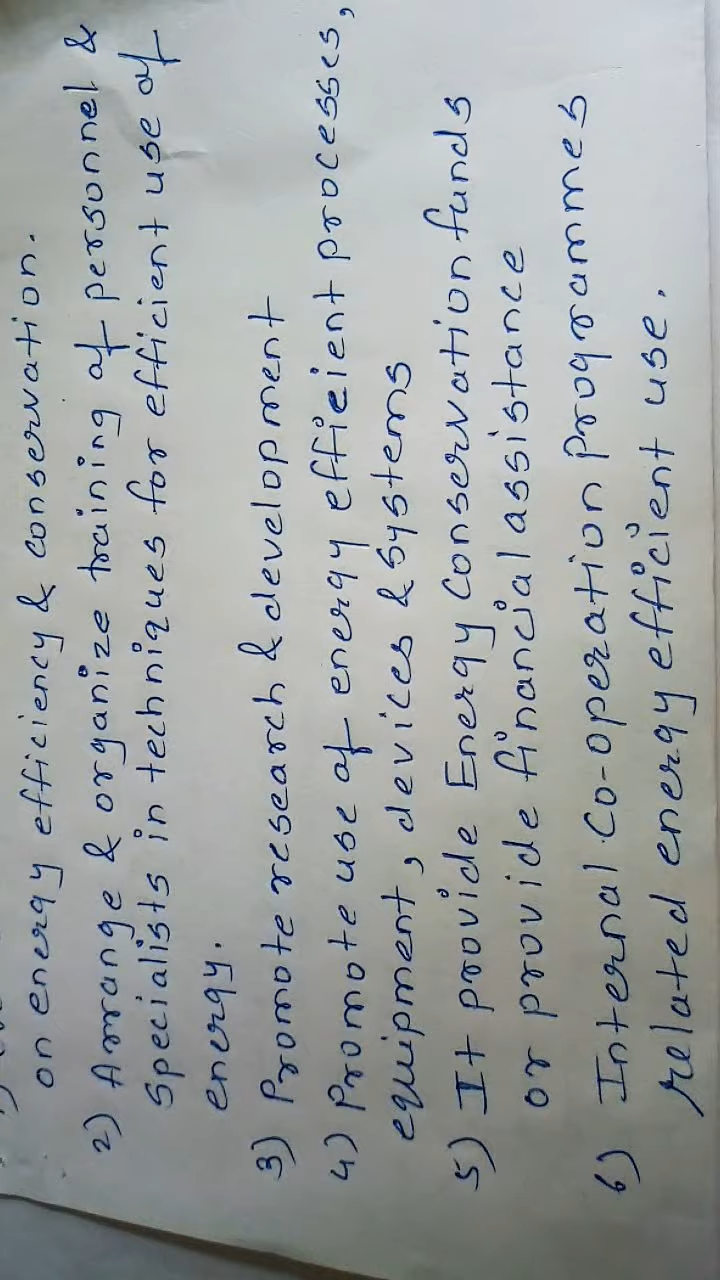 on energy efficiency & conservation.
2) Arrange & organize training of personnel &
Specialists in techniques for efficient use of
energy.
3) Promote research & development
4) Promote use of energy efficient processes,
equipment, devices & systems
5) It provide Energy Conservation funds
or provide financial assistance
6) Internal Co-operation programmes
related energy efficient use.